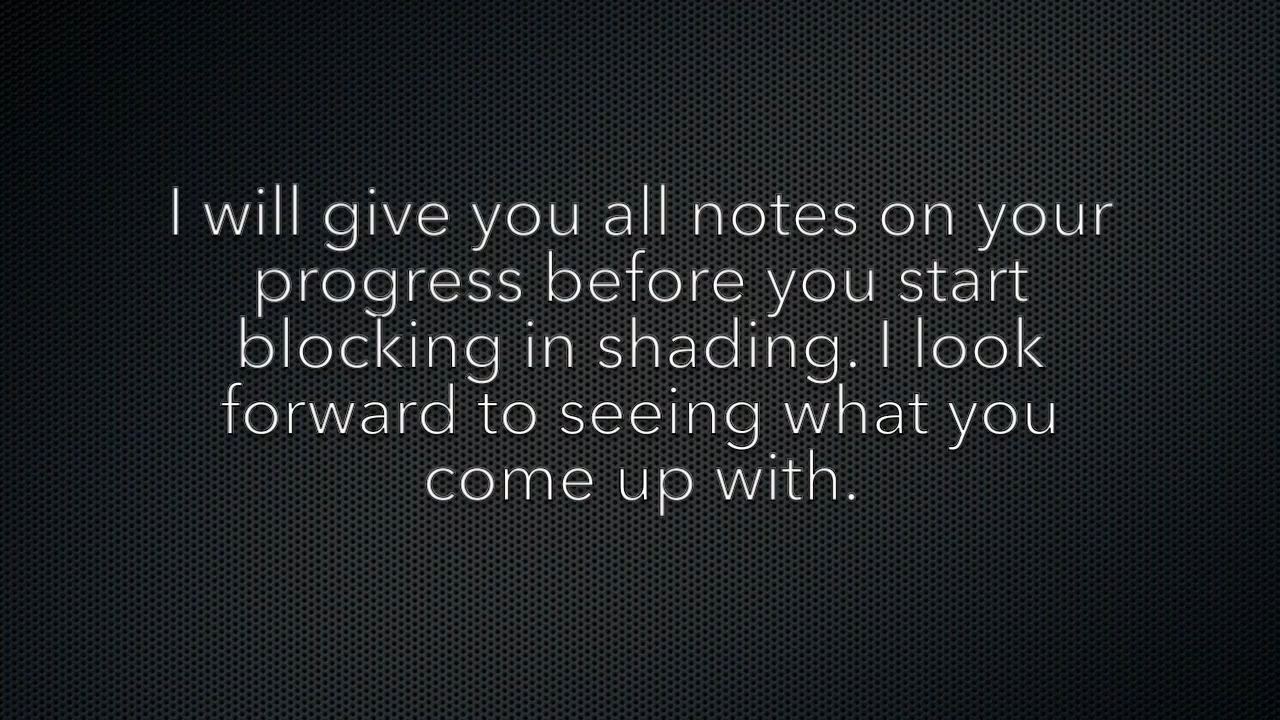 I will give you all notes on your
progress before you start
blocking in shading. I look
forward to seeing what you
come up with.